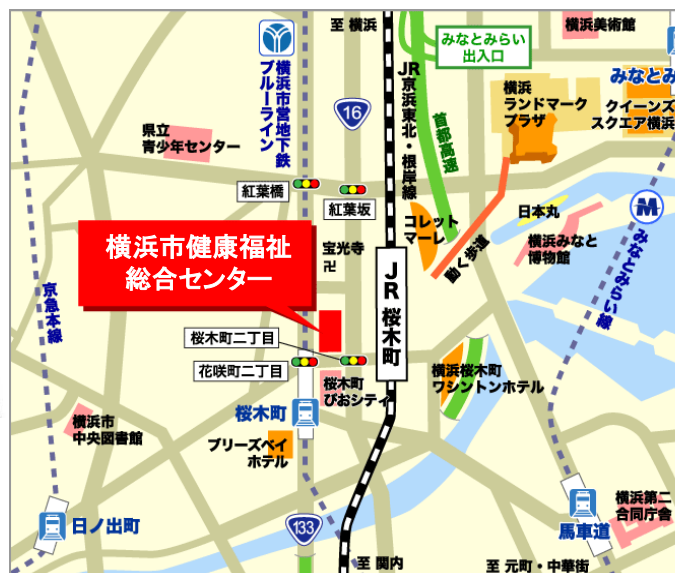 至 横浜
みなとみらい
出入口
横浜美術館
みなとみ
クイーンズ
スクエア横浜
横浜
ランドマーク
プラザ
横浜市営地下鉄
ブルーライン
16
JR京浜東北・根岸線
首都高速
県立
青少年センター
紅葉橋
紅葉坂
コレット
マーレ
動く歩道
日本丸
横浜みなと
博物館
M
みなとみらい線
横浜市健康福祉
総合センター
宝光寺
卍
JR 桜木町
京急本線
桜木町二丁目
花咲町二丁目
桜木町
ぴおシティ
横浜桜木町
ワシントンホテル
桜木町
ブリーズベイ
ホテル
横浜市
中央図書館
日ノ出町
133
馬車道
横浜第二
合同庁舎
至 関内
至 元町・中華街